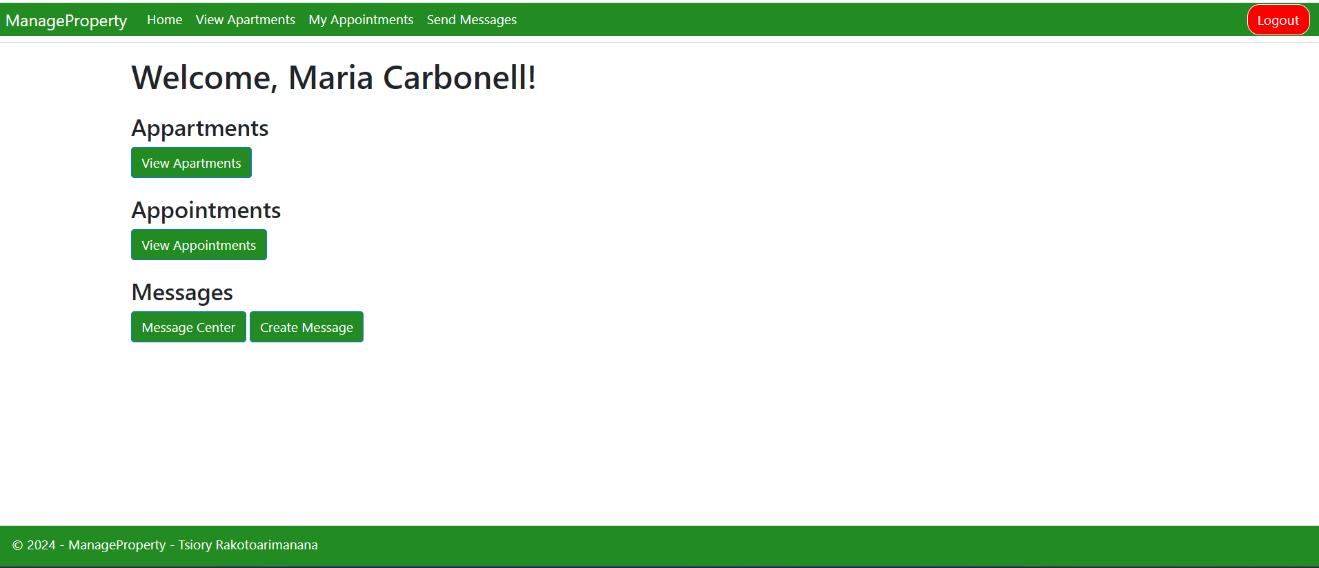 ManageProperty Home View Apartments My Appointments Send Messages Logout
Welcome, Maria Carbonell!
Appartments
View Apartments
Appointments
View Appointments
Messages
Message Center Create Message
© 2024 - ManageProperty - Tsiory Rakotoarimanana